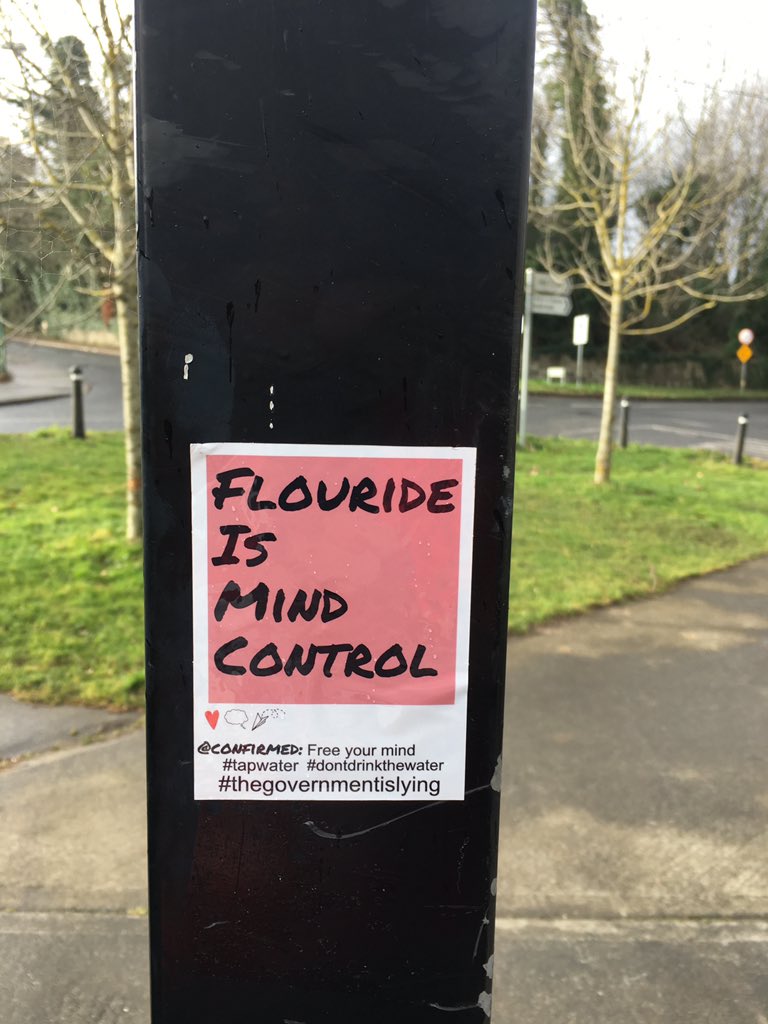 FLOURIDE
IS
MIND
CONTROL
@CONFIRMED: Free your mind
#tapwater #dontdrinkthewater
#thegovernmentislying